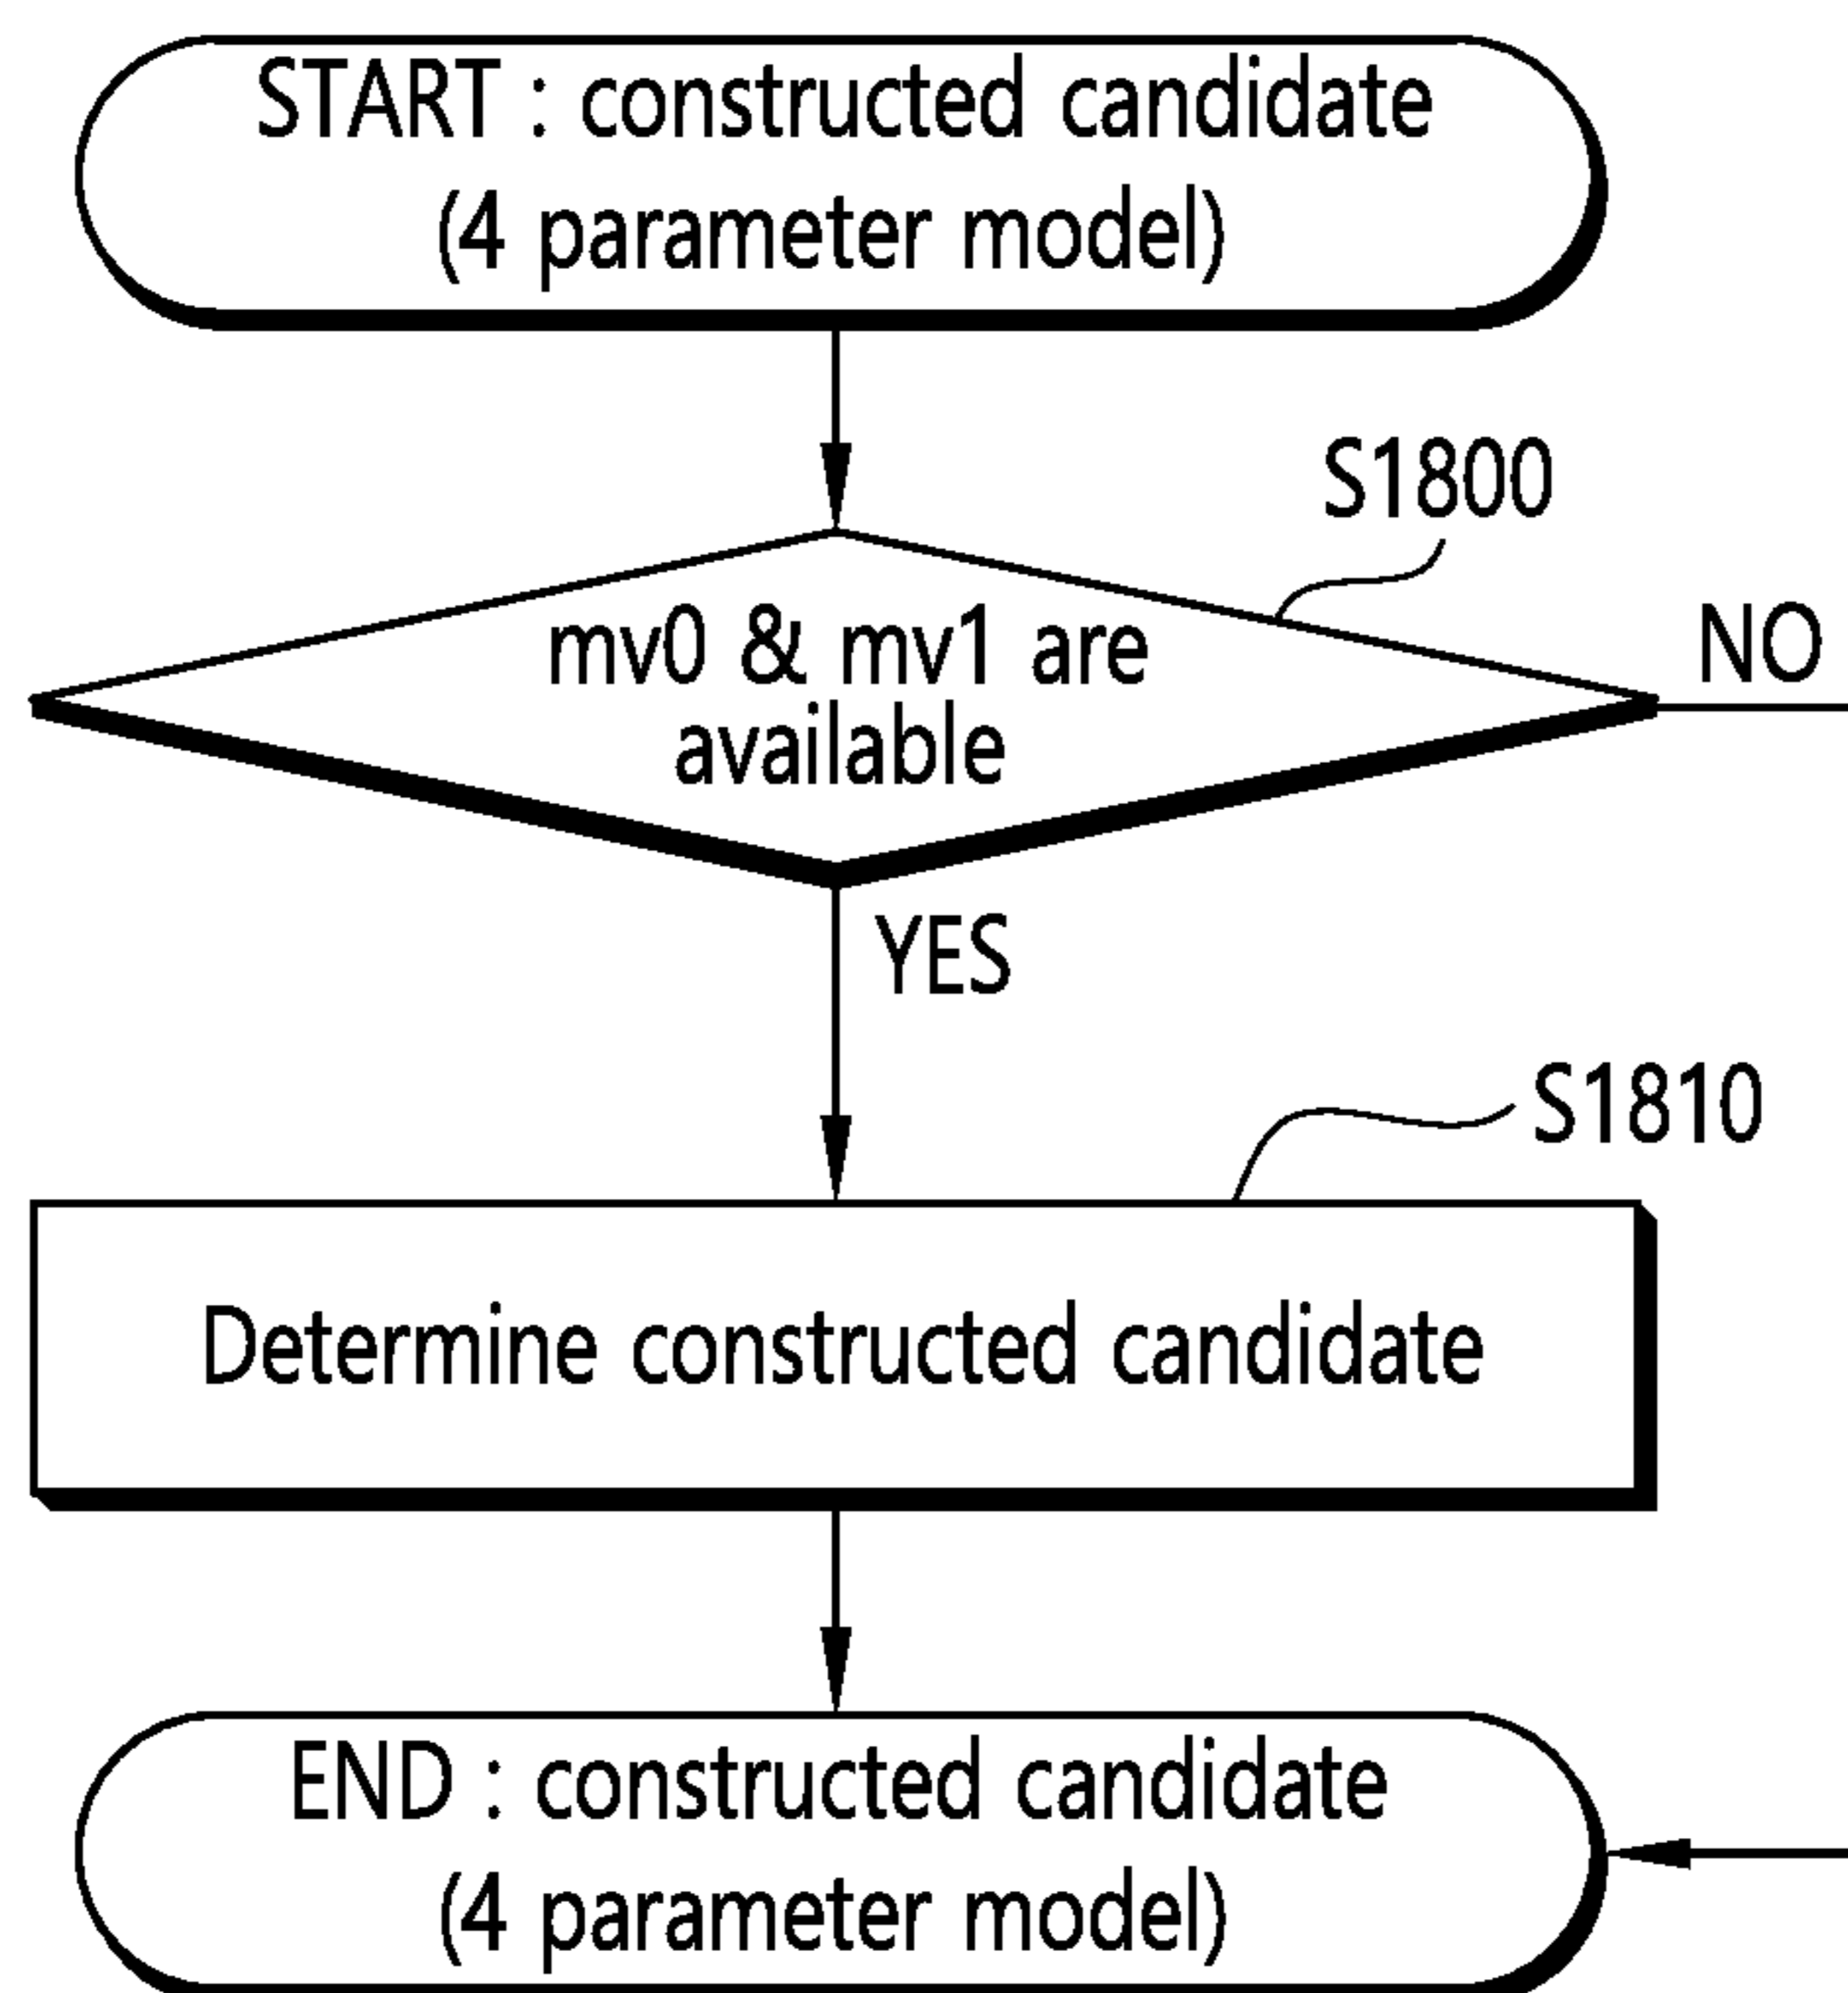 START : constructed candidate
(4 parameter model)
S1800
mv0 & mv1 are
available
NO
YES
S1810
Determine constructed candidate
END : constructed candidate
(4 parameter model)